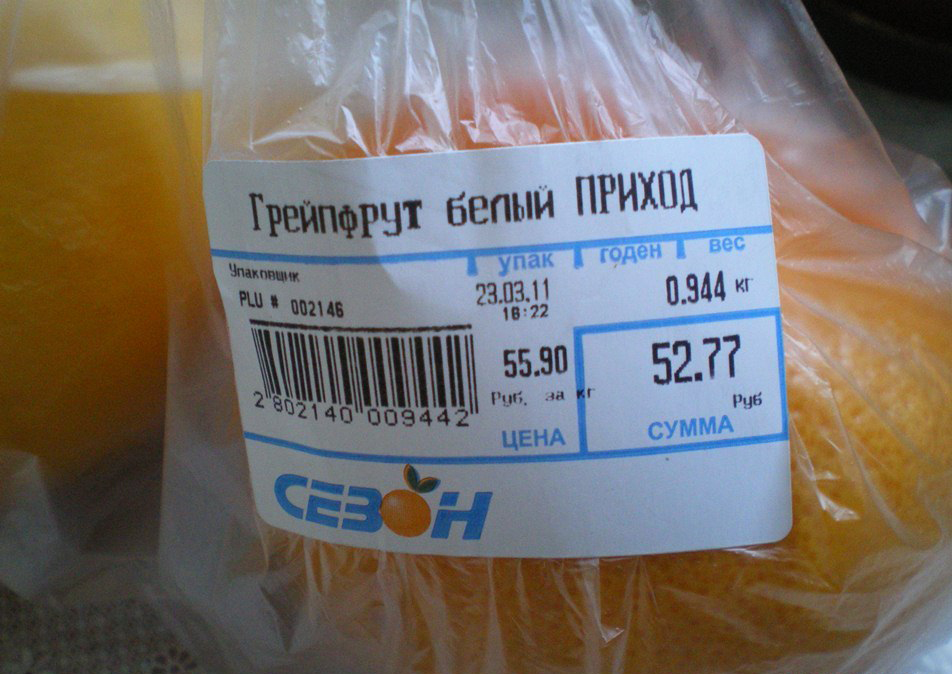 Грейпфрут белый ПРИХОД
упак годен вес
Упаковщик
PLU # 002146
23.03.11
16:22
0.944 кг
2 802140 009442
55.90
Руб. за кг
ЦЕНА
52.77
Руб
СУММА
СЕЗОН